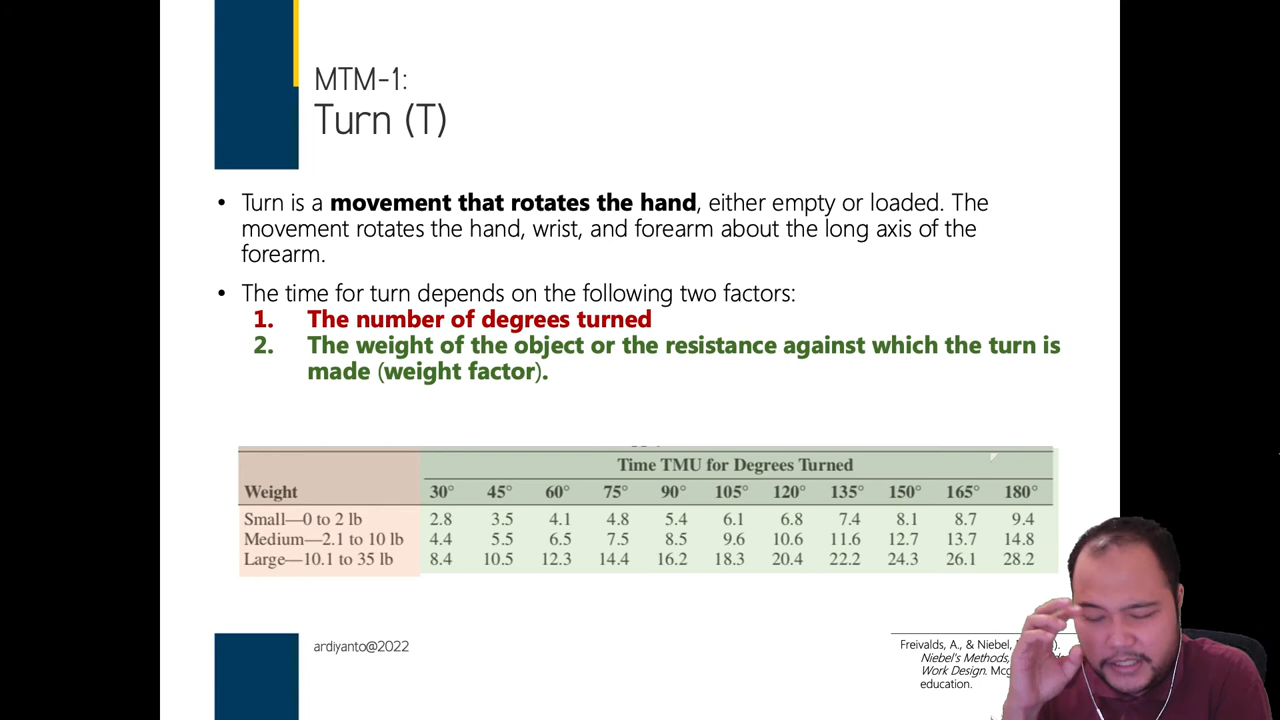 MTM-1:
Turn (T)
• Turn is a movement that rotates the hand, either empty or loaded. The
movement rotates the hand, wrist, and forearm about the long axis of the
forearm.
• The time for turn depends on the following two factors:
1. The number of degrees turned
2. The weight of the object or the resistance against which the turn is
made (weight factor).
Time TMU for Degrees Turned
Weight 30° 45° 60° 75° 90° 105° 120° 135° 150° 165° 180°
Small—0 to 2 lb 2.8 3.5 4.1 4.8 5.4 6.1 6.8 7.4 8.1 8.7 9.4
Medium—2.1 to 10 lb 4.4 5.5 6.5 7.5 8.5 9.6 10.6 11.6 12.7 13.7 14.8
Large—10.1 to 35 lb 8.4 10.5 12.3 14.4 16.2 18.3 20.4 22.2 24.3 26.1 28.2
ardiyanto@2022
Freivalds, A., & Niebel,
Niebel's Methods,
Work Design.
education.